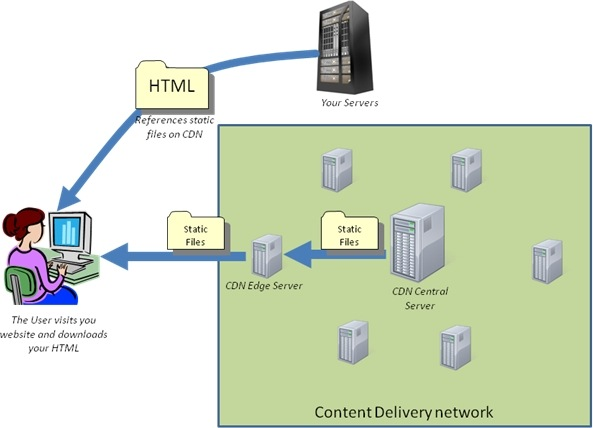 HTML
References static
files on CDN
Your Servers
Static
Files
Static
Files
CDN Edge Server
CDN Central
Server
The User visits you
website and downloads
your HTML
Content Delivery network